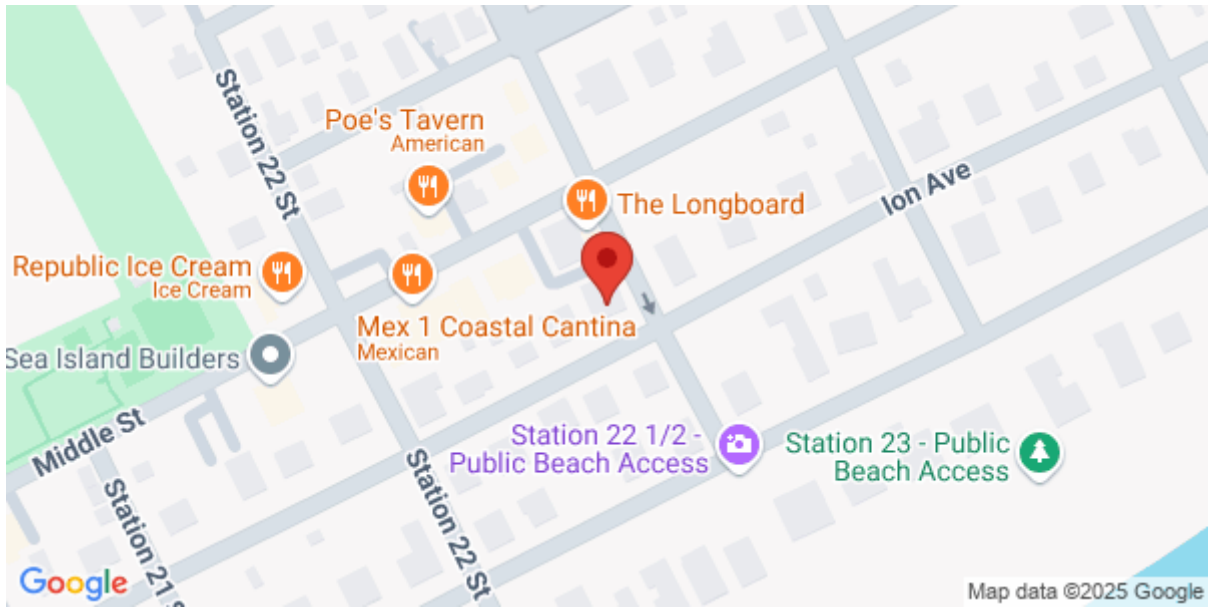 Station 22 St
Poe's Tavern
American
Ion Ave
The Longboard
Republic Ice Cream
Ice Cream
Mex 1 Coastal Cantina
Mexican
Sea Island Builders
Middle St
Station 22 1/2 -
Public Beach Access
Station 23 - Public
Beach Access
Station 21 S
Station 22 St
Google
Map data ©2025 Google